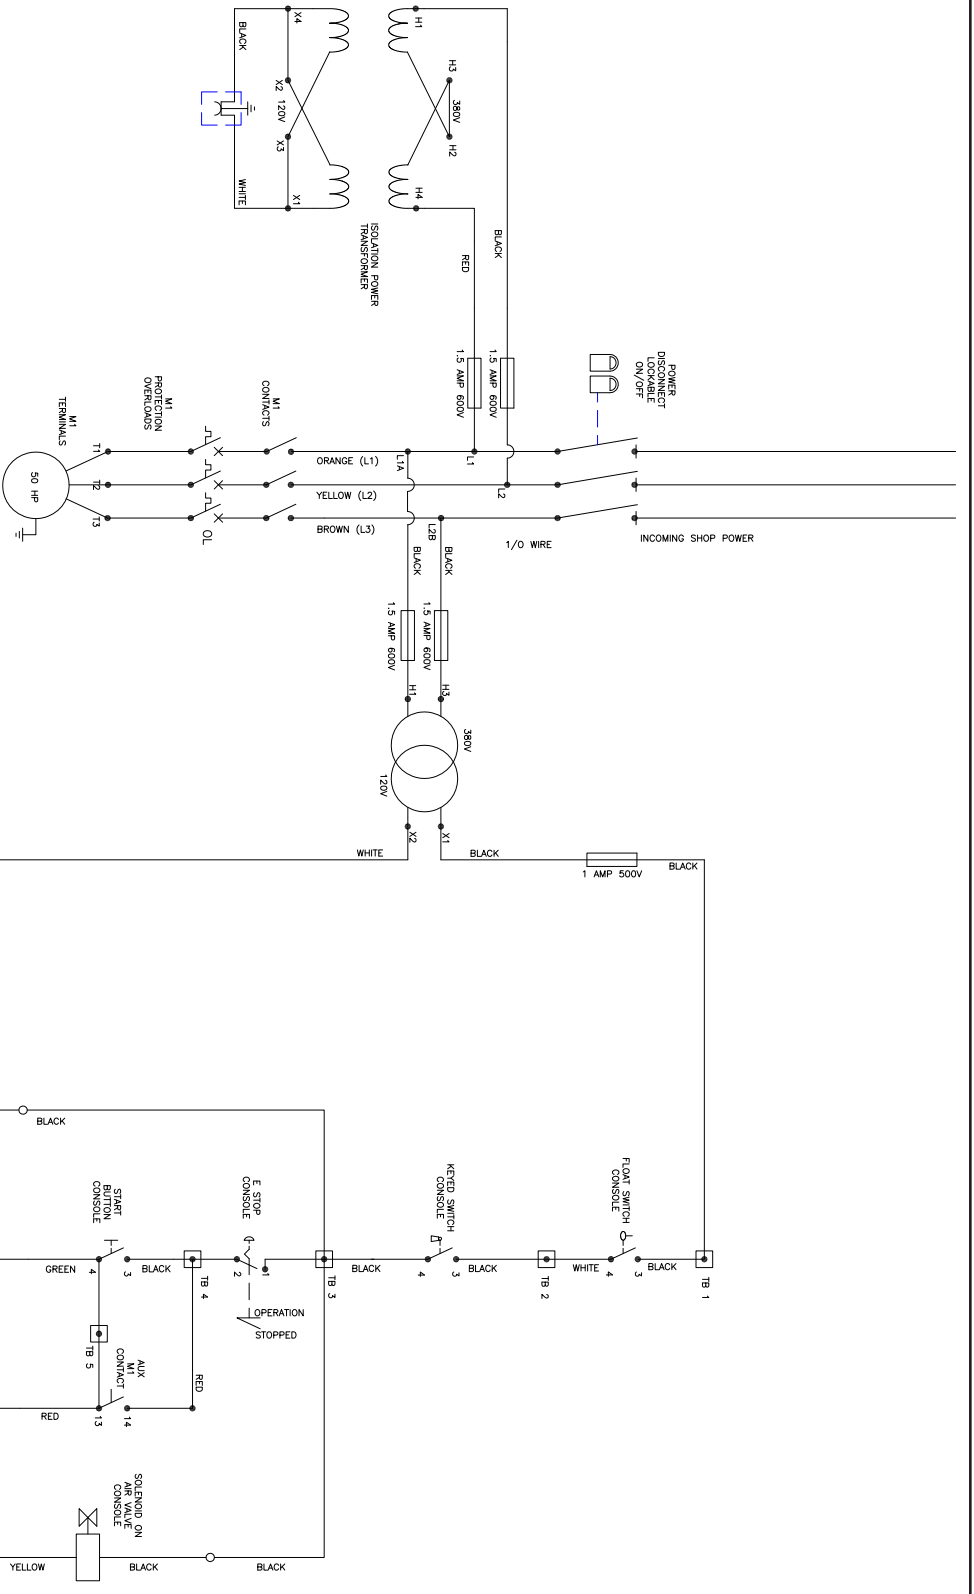 X4
H1
BLACK
H3
X2
120V
380V
X3
H2
WHITE
X1
H4
ISOLATION POWER
TRANSFORMER
BLACK
RED
1.5 AMP 600V
1.5 AMP 600V
POWER
DISCONNECT
LOCKABLE
ON/OFF
M1
CONTACTS
M1
PROTECTION
OVERLOADS
M1
TERMINALS
T1
T2
T3
50 HP
OL
ORANGE (L1)
YELLOW (L2)
BROWN (L3)
L1A
L1
L2
L2B
1/0 WIRE
INCOMING SHOP POWER
BLACK
BLACK
1.5 AMP 600V
1.5 AMP 600V
H1
H3
380V
120V
X2
X1
WHITE
BLACK
1 AMP 500V
BLACK
BLACK
START
BUTTON
CONSOLE
E STOP
CONSOLE
KEYED SWITCH
CONSOLE
FLOAT SWITCH
CONSOLE
GREEN
4
3
BLACK
TB 4
2
1
TB 3
BLACK
4
3
BLACK
TB 2
WHITE
4
3
BLACK
TB 1
OPERATION
STOPPED
TB 5
AUX
M1
CONTACT
RED
RED
13
14
SOLENOID ON
AIR VALVE
CONSOLE
YELLOW
BLACK
BLACK